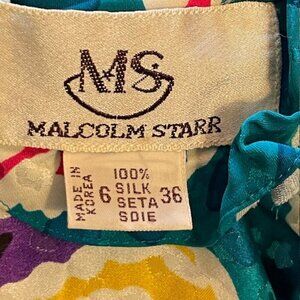 MS
MALCOLM STARR
MADE IN
KOREA
6
100%
SILK
SETA
SOIE
36